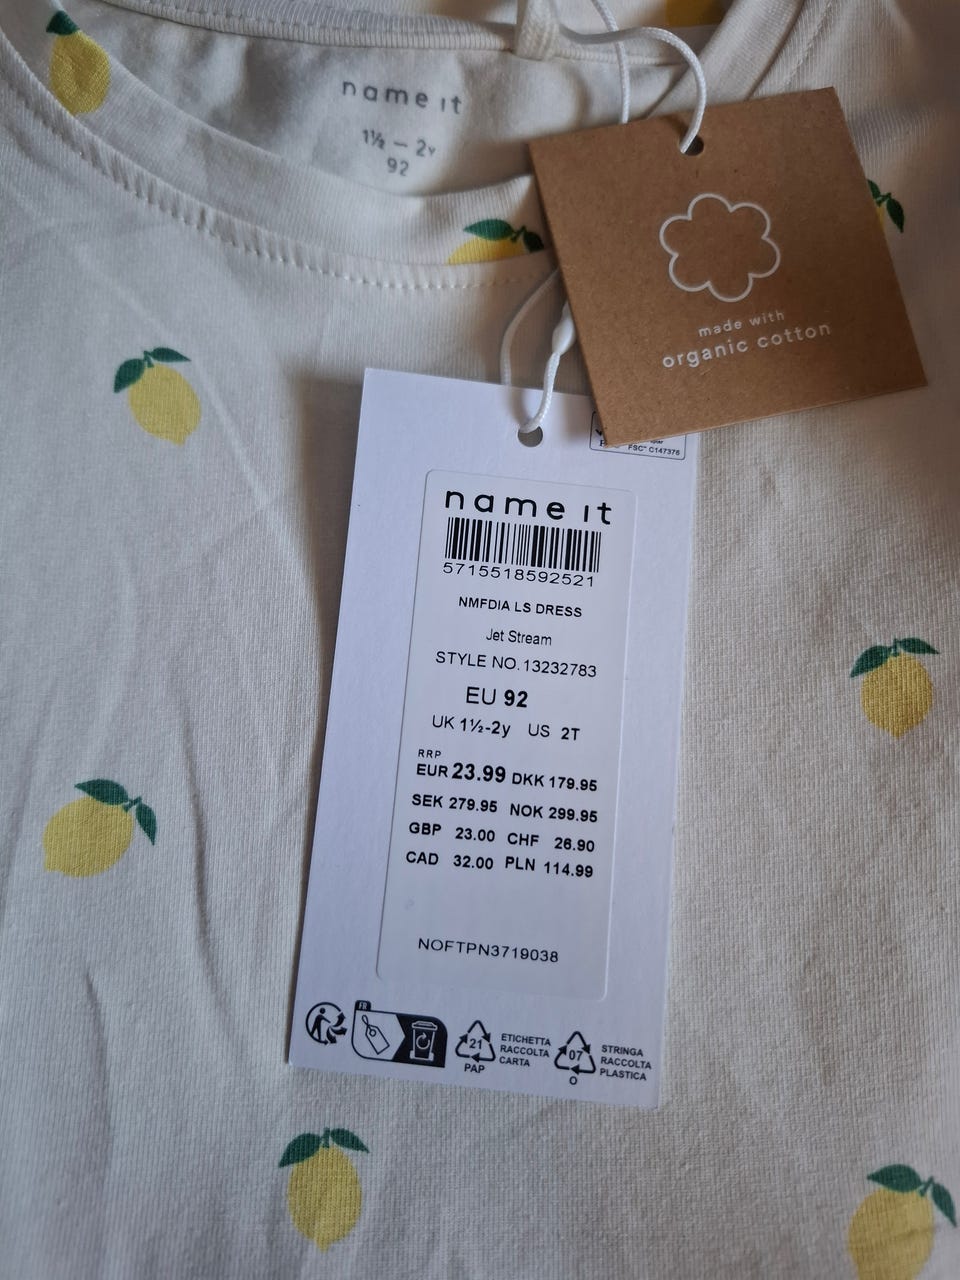 name it
1½ – 2y
92
made with
organic cotton
FSC™ C147376
name it
5715518592521
NMFDIA LS DRESS
Jet Stream
STYLE NO. 13232783
EU 92
UK 1½-2y US 2T
RRP
EUR 23.99 DKK 179.95
SEK 279.95 NOK 299.95
GBP 23.00 CHF 26.90
CAD 32.00 PLN 114.99
NOFTPN3719038
FR
21
PAP
ETICHETTA
RACCOLTA
CARTA
07
O
STRINGA
RACCOLTA
PLASTICA